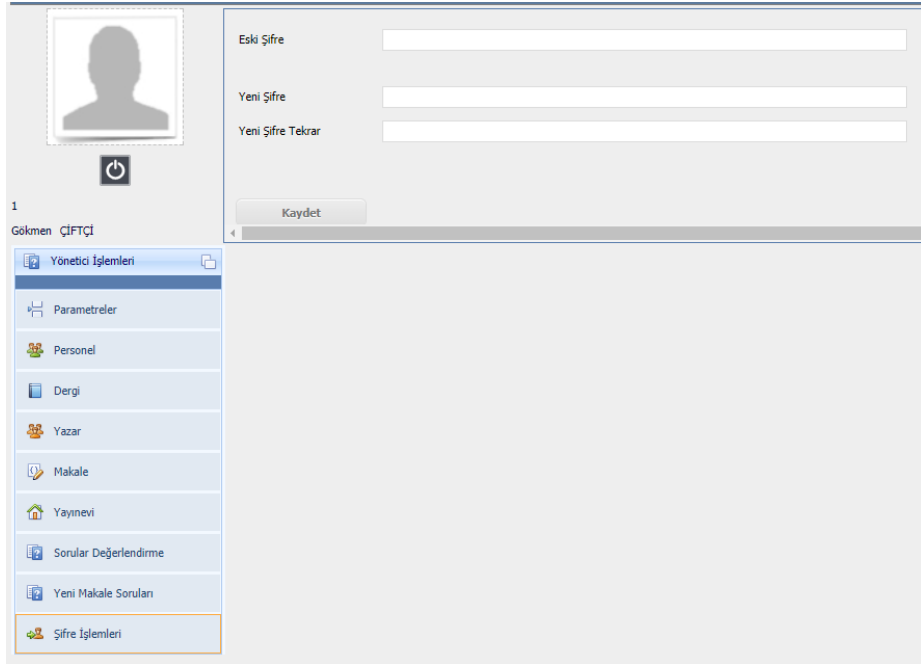 Eski Şifre
Yeni Şifre
Yeni Şifre Tekrar
Kaydet
1
Gökmen ÇİFTÇİ
Yönetici İşlemleri
Parametreler
Personel
Dergi
Yazar
Makale
Yayınevi
Sorular Değerlendirme
Yeni Makale Soruları
Şifre İşlemleri